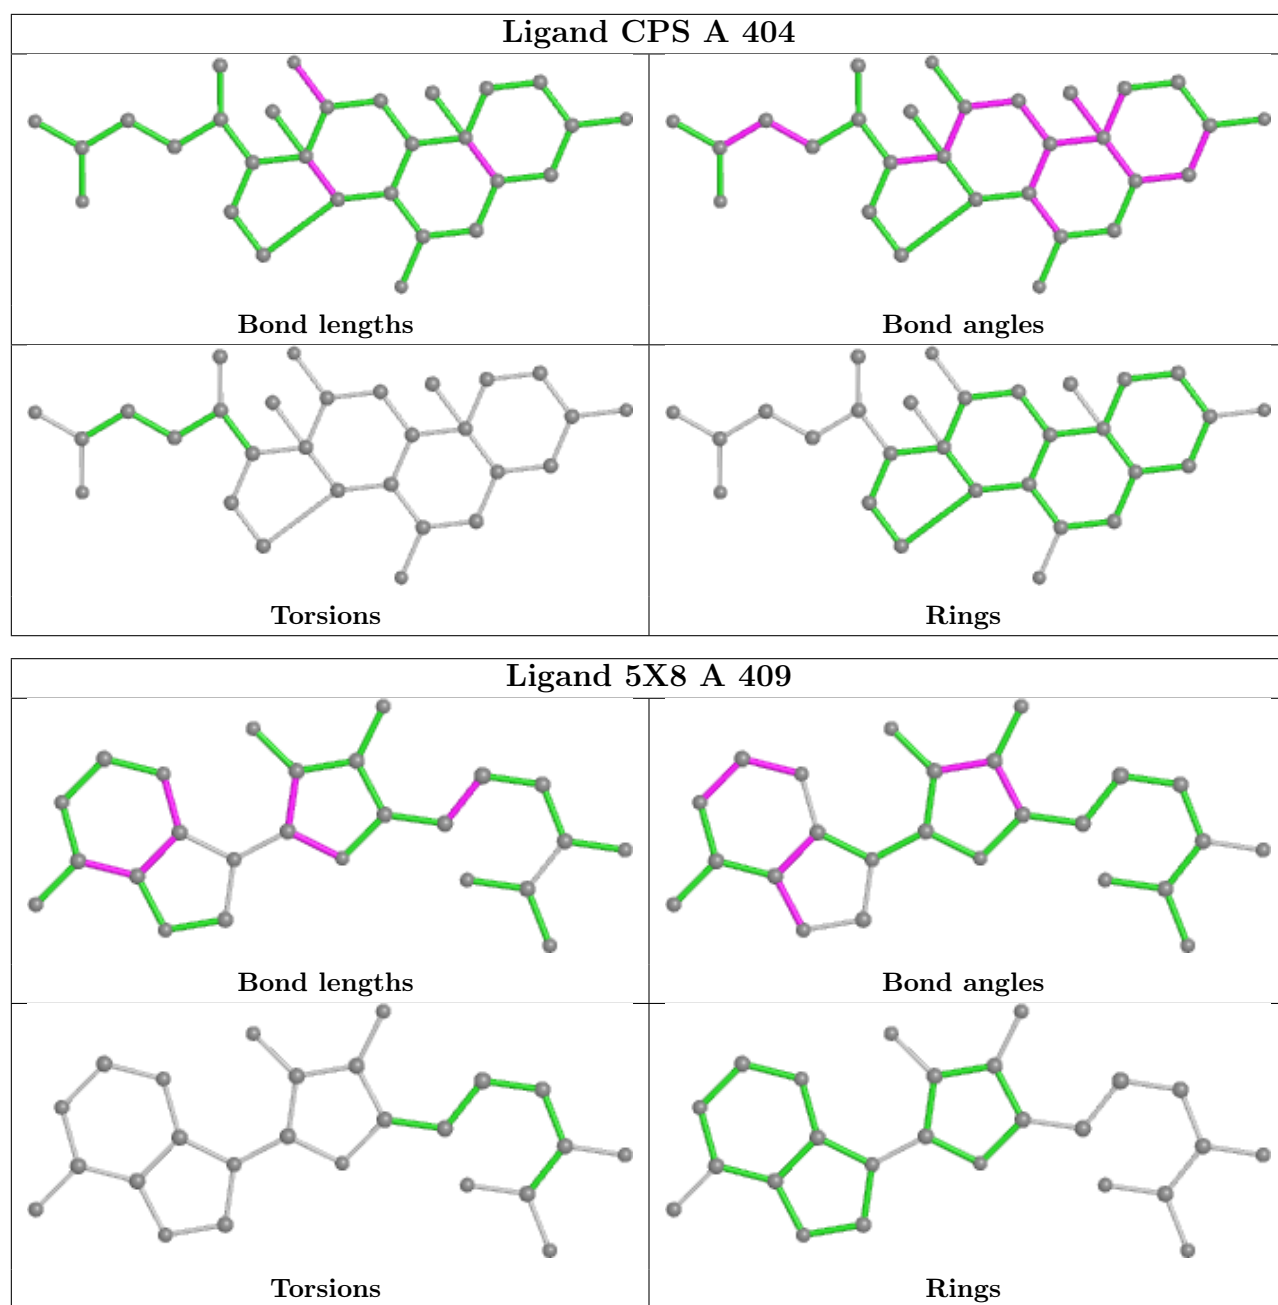 Ligand CPS A 404
Bond lengths
Bond angles
Torsions
Rings
Ligand 5X8 A 409
Bond lengths
Bond angles
Torsions
Rings